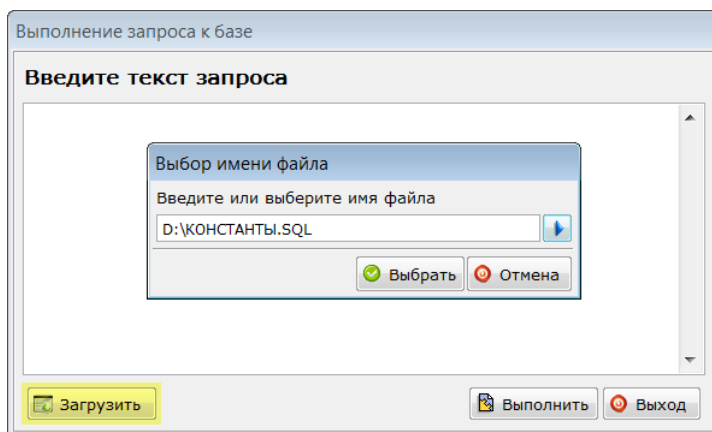 Выполнение запроса к базе
Введите текст запроса
Выбор имени файла
Введите или выберите имя файла
D:\КОНСТАНТЫ.SQL
Выбрать Отмена
Загрузить Выполнить Выход